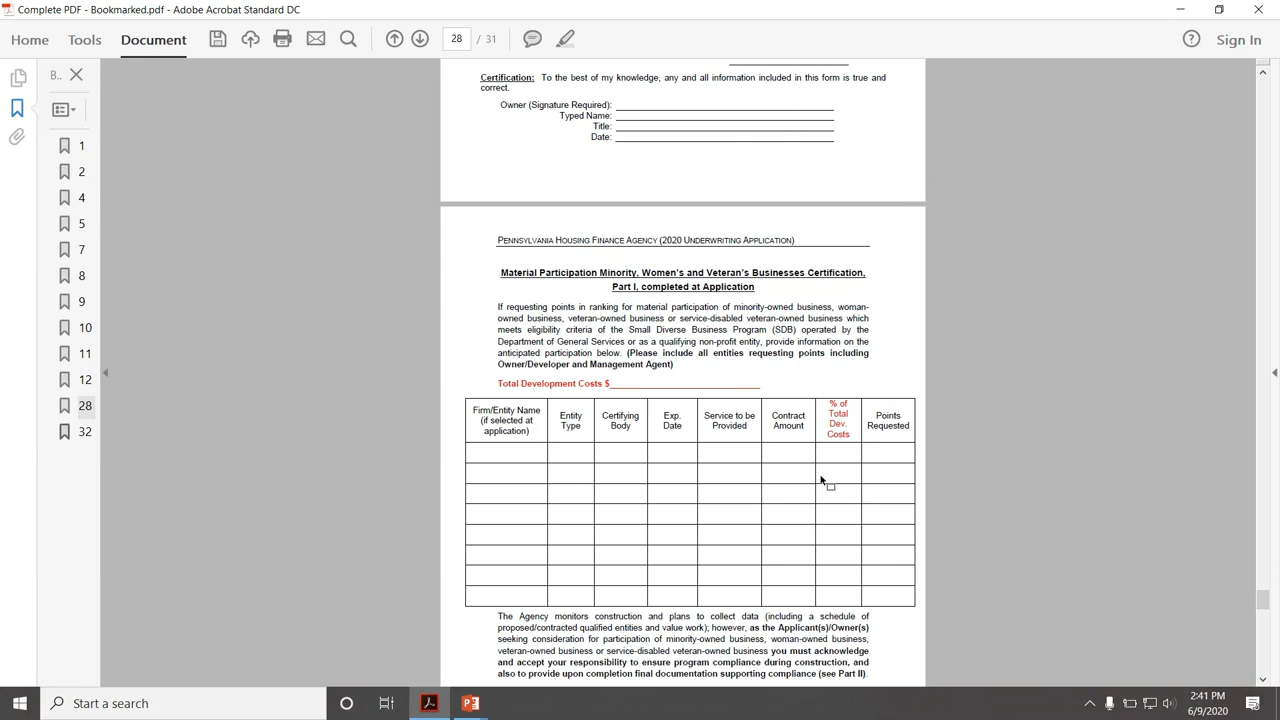 Complete PDF - Bookmarked.pdf - Adobe Acrobat Standard DC
Home Tools Document 28 / 31 Sign In
B..
1
2
4
5
7
8
9
10
11
12
28
32
Certification: To the best of my knowledge, any and all information included in this form is true and
correct.
Owner (Signature Required):
Typed Name:
Title:
Date:
PENNSYLVANIA HOUSING FINANCE AGENCY (2020 UNDERWRITING APPLICATION)
Material Participation Minority, Women's and Veteran's Businesses Certification,
Part I, completed at Application
If requesting points in ranking for material participation of minority-owned business, woman-
owned business, veteran-owned business or service-disabled veteran-owned business which
meets eligibility criteria of the Small Diverse Business Program (SDB) operated by the
Department of General Services or as a qualifying non-profit entity, provide information on the
anticipated participation below. (Please include all entities requesting points including
Owner/Developer and Management Agent)
Total Development Costs $
Firm/Entity Name
(if selected at
application)
Entity
Type
Certifying
Body
Exp.
Date
Service to be
Provided
Contract
Amount
% of
Total
Dev.
Costs
Points
Requested
The Agency monitors construction and plans to collect data (including a schedule of
proposed/contracted qualified entities and value work); however, as the Applicant(s)/Owner(s)
seeking consideration for participation of minority-owned business, woman-owned business,
veteran-owned business or service-disabled veteran-owned business you must acknowledge
and accept your responsibility to ensure program compliance during construction, and
also to provide upon completion final documentation supporting compliance (see Part II).
Start a search
2:41 PM
6/9/2020